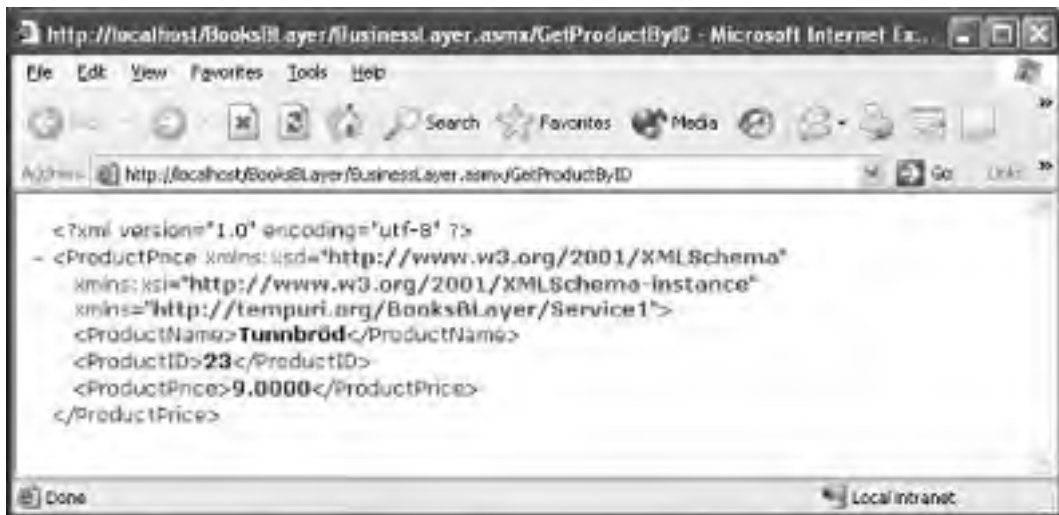 http://localhost/BooksBLayer/BusinessLayer.asmx/GetProductByID - Microsoft Internet Ex...
File Edit View Favorites Tools Help
Search Favorites Media
Address http://localhost/BooksBLayer/BusinessLayer.asmx/GetProductByID Go Links
<?xml version="1.0" encoding="utf-8" ?>
- <ProductPrice xmlns:xsd="http://www.w3.org/2001/XMLSchema"
xmlns:xsi="http://www.w3.org/2001/XMLSchema-instance"
xmlns="http://tempuri.org/BooksBLayer/Service1">
<ProductName>Tunnbröd</ProductName>
<ProductID>23</ProductID>
<ProductPrice>9.0000</ProductPrice>
</ProductPrice>
Done Local intranet